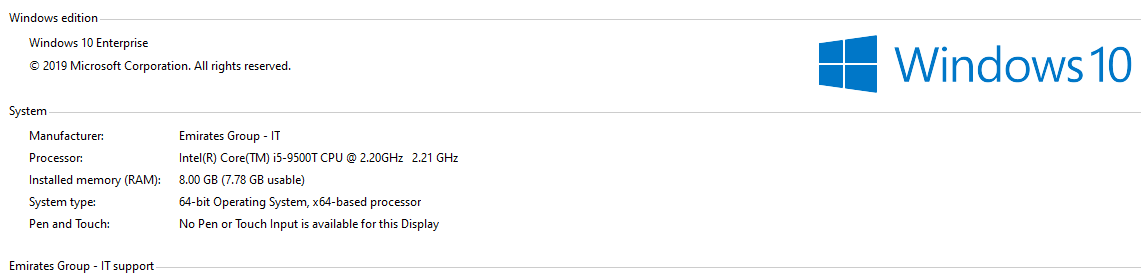 Windows edition
Windows 10 Enterprise
© 2019 Microsoft Corporation. All rights reserved.
Windows 10
System
Manufacturer: Emirates Group - IT
Processor: Intel(R) Core(TM) i5-9500T CPU @ 2.20GHz 2.21 GHz
Installed memory (RAM): 8.00 GB (7.78 GB usable)
System type: 64-bit Operating System, x64-based processor
Pen and Touch: No Pen or Touch Input is available for this Display
Emirates Group - IT support